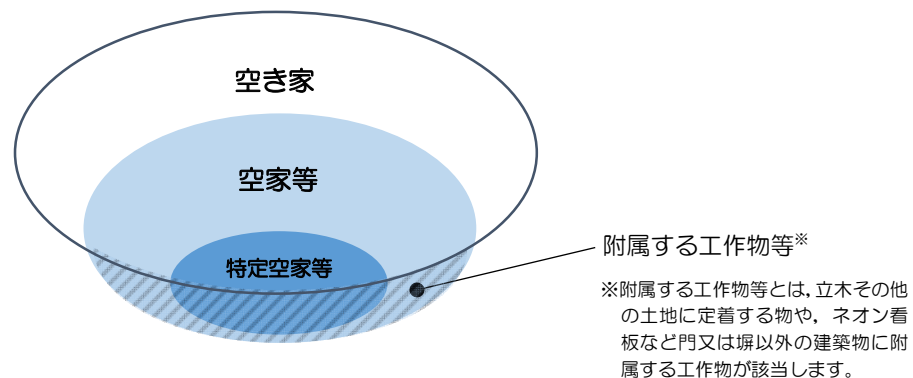 空き家
空家等
特定空家等
附属する工作物等※
※附属する工作物等とは，立木その他
の土地に定着する物や，ネオン看
板など門又は塀以外の建築物に附
属する工作物が該当します。